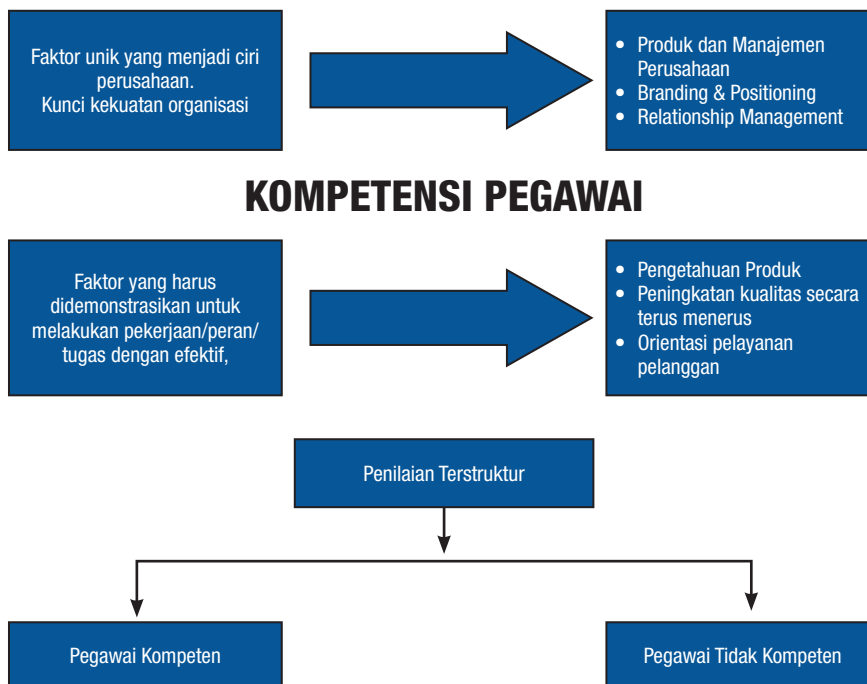 Faktor unik yang menjadi ciri
perusahaan.
Kunci kekuatan organisasi
• Produk dan Manajemen
Perusahaan
• Branding & Positioning
• Relationship Management
KOMPETENSI PEGAWAI
Faktor yang harus
didemonstrasikan untuk
melakukan pekerjaan/peran/
tugas dengan efektif,
• Pengetahuan Produk
• Peningkatan kualitas secara
terus menerus
• Orientasi pelayanan
pelanggan
Penilaian Terstruktur
Pegawai Kompeten
Pegawai Tidak Kompeten